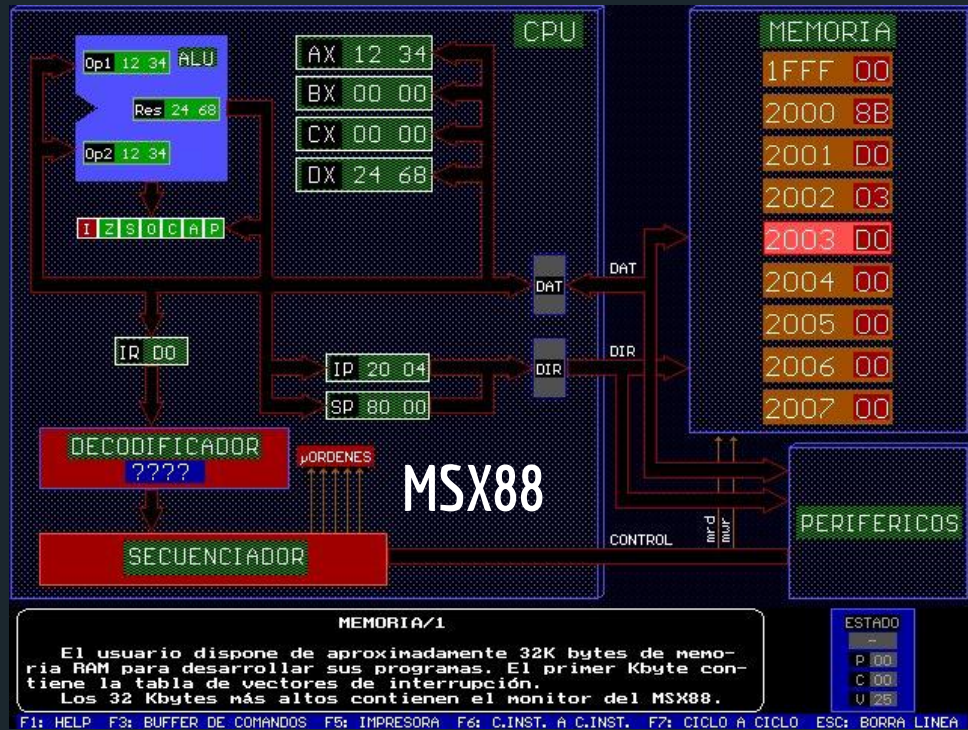 CPU
MEMORIA
Op1 12 34 ALU
Res 24 68
Op2 12 34
I Z S O C A P
AX 12 34
BX 00 00
CX 00 00
DX 24 68
1FFF 00
2000 8B
2001 D0
2002 03
2003 D0
2004 00
2005 00
2006 00
2007 00
DAT
DAT
IR D0
IP 20 04
SP 80 00
DIR
DIR
DECODIFICADOR
????
µORDENES
MSX88
SECUENCIADOR
CONTROL
mrd
mwr
PERIFERICOS
MEMORIA/1
El usuario dispone de aproximadamente 32K bytes de memo-
ria RAM para desarrollar sus programas. El primer Kbyte con-
tiene la tabla de vectores de interrupción.
Los 32 Kbytes más altos contienen el monitor del MSX88.
ESTADO
-
P 00
C 00
V 25
F1: HELP F3: BUFFER DE COMANDOS F5: IMPRESORA F6: C.INST. A C.INST. F7: CICLO A CICLO ESC: BORRA LINEA